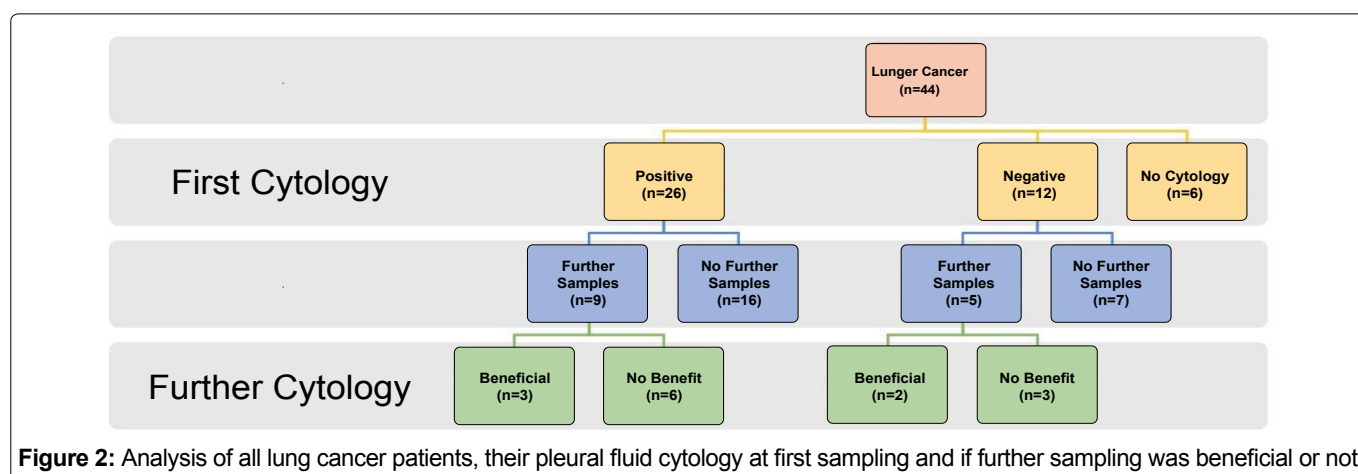 Lunger Cancer
(n=44)
First Cytology
Positive
(n=26)
Negative
(n=12)
No Cytology
(n=6)
Further
Samples
(n=9)
No Further
Samples
(n=16)
Further
Samples
(n=5)
No Further
Samples
(n=7)
Further Cytology
Beneficial
(n=3)
No Benefit
(n=6)
Beneficial
(n=2)
No Benefit
(n=3)
Figure 2: Analysis of all lung cancer patients, their pleural fluid cytology at first sampling and if further sampling was beneficial or not